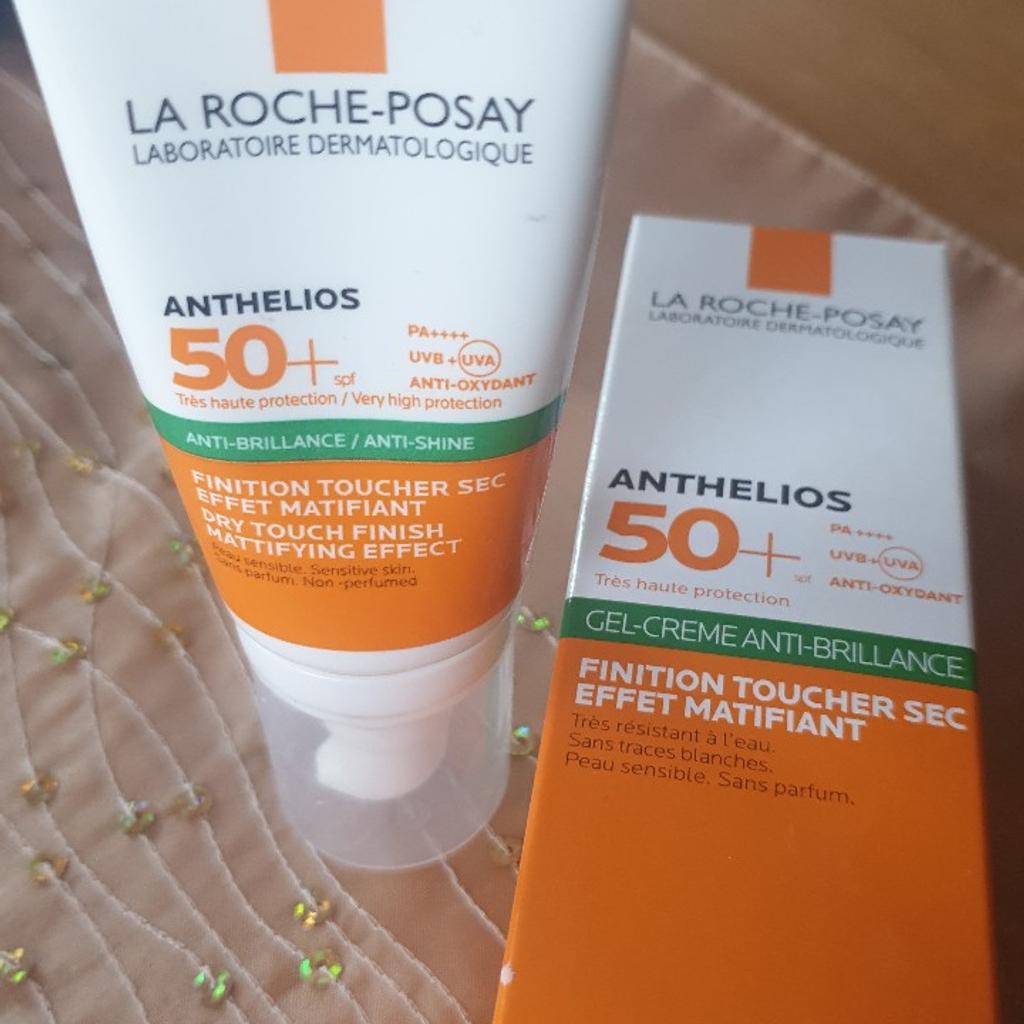 LA ROCHE-POSAY
LABORATOIRE DERMATOLOGIQUE
ANTHELIOS
50+ spf
PA++++
UVB + UVA
ANTI-OXYDANT
Très haute protection / Very high protection
ANTI-BRILLANCE / ANTI-SHINE
FINITION TOUCHER SEC
EFFET MATIFIANT
DRY TOUCH FINISH
MATTIFYING EFFECT
Peau sensible. Sensitive skin.
Sans parfum. Non-perfumed
LA ROCHE-POSAY
LABORATOIRE DERMATOLOGIQUE
ANTHELIOS
50+ spf
PA ++++
UVB + UVA
ANTI-OXYDANT
Très haute protection
GEL-CREME ANTI-BRILLANCE
FINITION TOUCHER SEC
EFFET MATIFIANT
Très résistant à l'eau.
Sans traces blanches.
Peau sensible. Sans parfum.